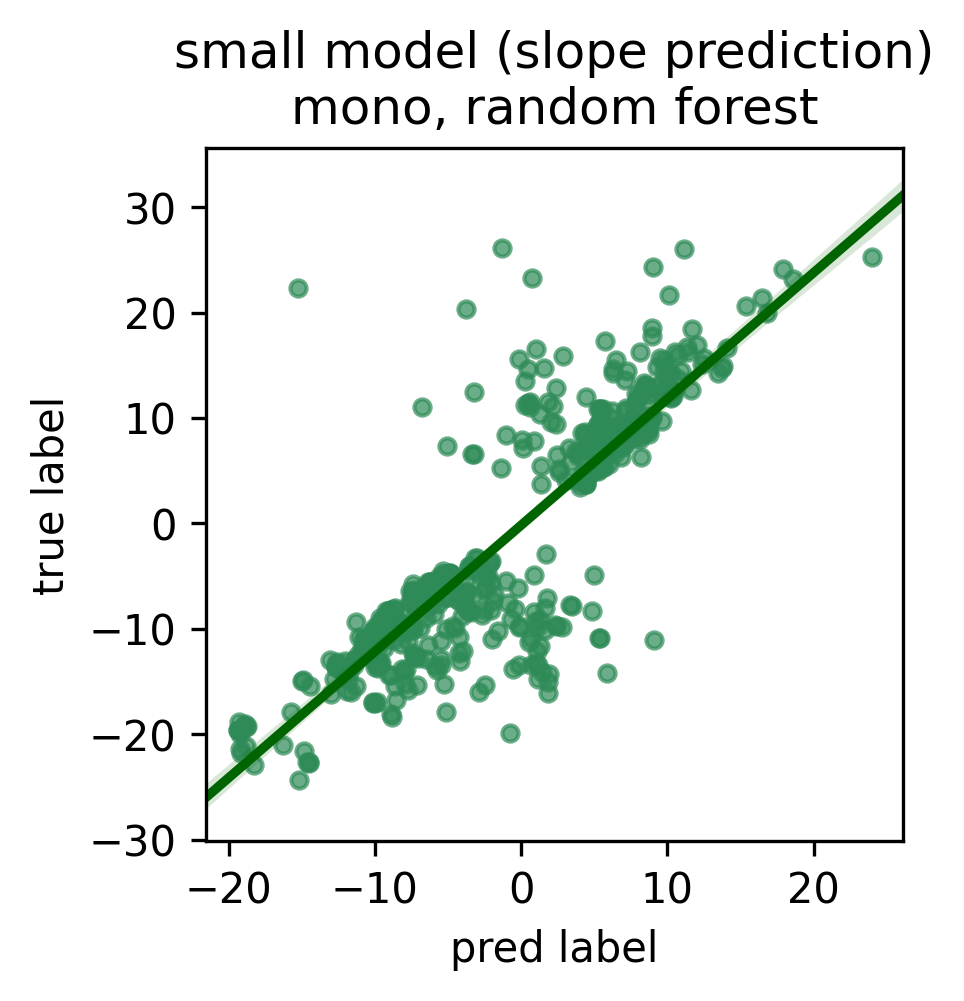 small model (slope prediction)
mono, random forest
30
20
10
0
−10
−20
−30
true label
−20 −10 0 10 20
pred label